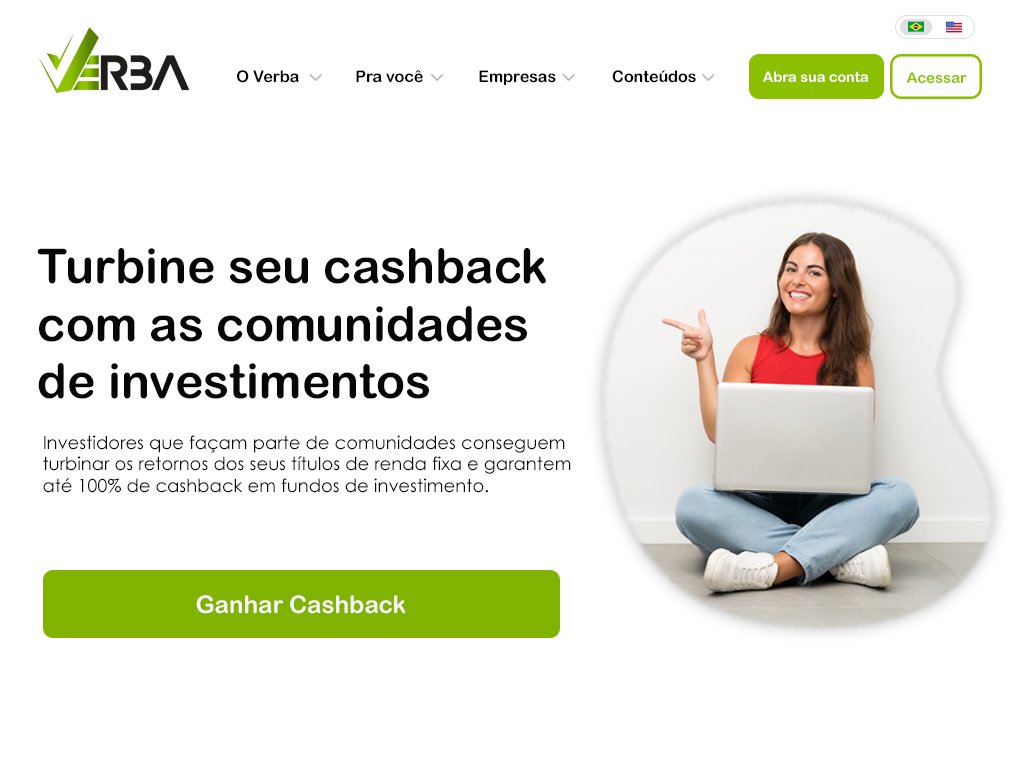 VERBA
O Verba
Pra você
Empresas
Conteúdos
Abra sua conta
Acessar
Turbine seu cashback
com as comunidades
de investimentos
Investidores que façam parte de comunidades conseguem
turbinar os retornos dos seus títulos de renda fixa e garantem
até 100% de cashback em fundos de investimento.
Ganhar Cashback